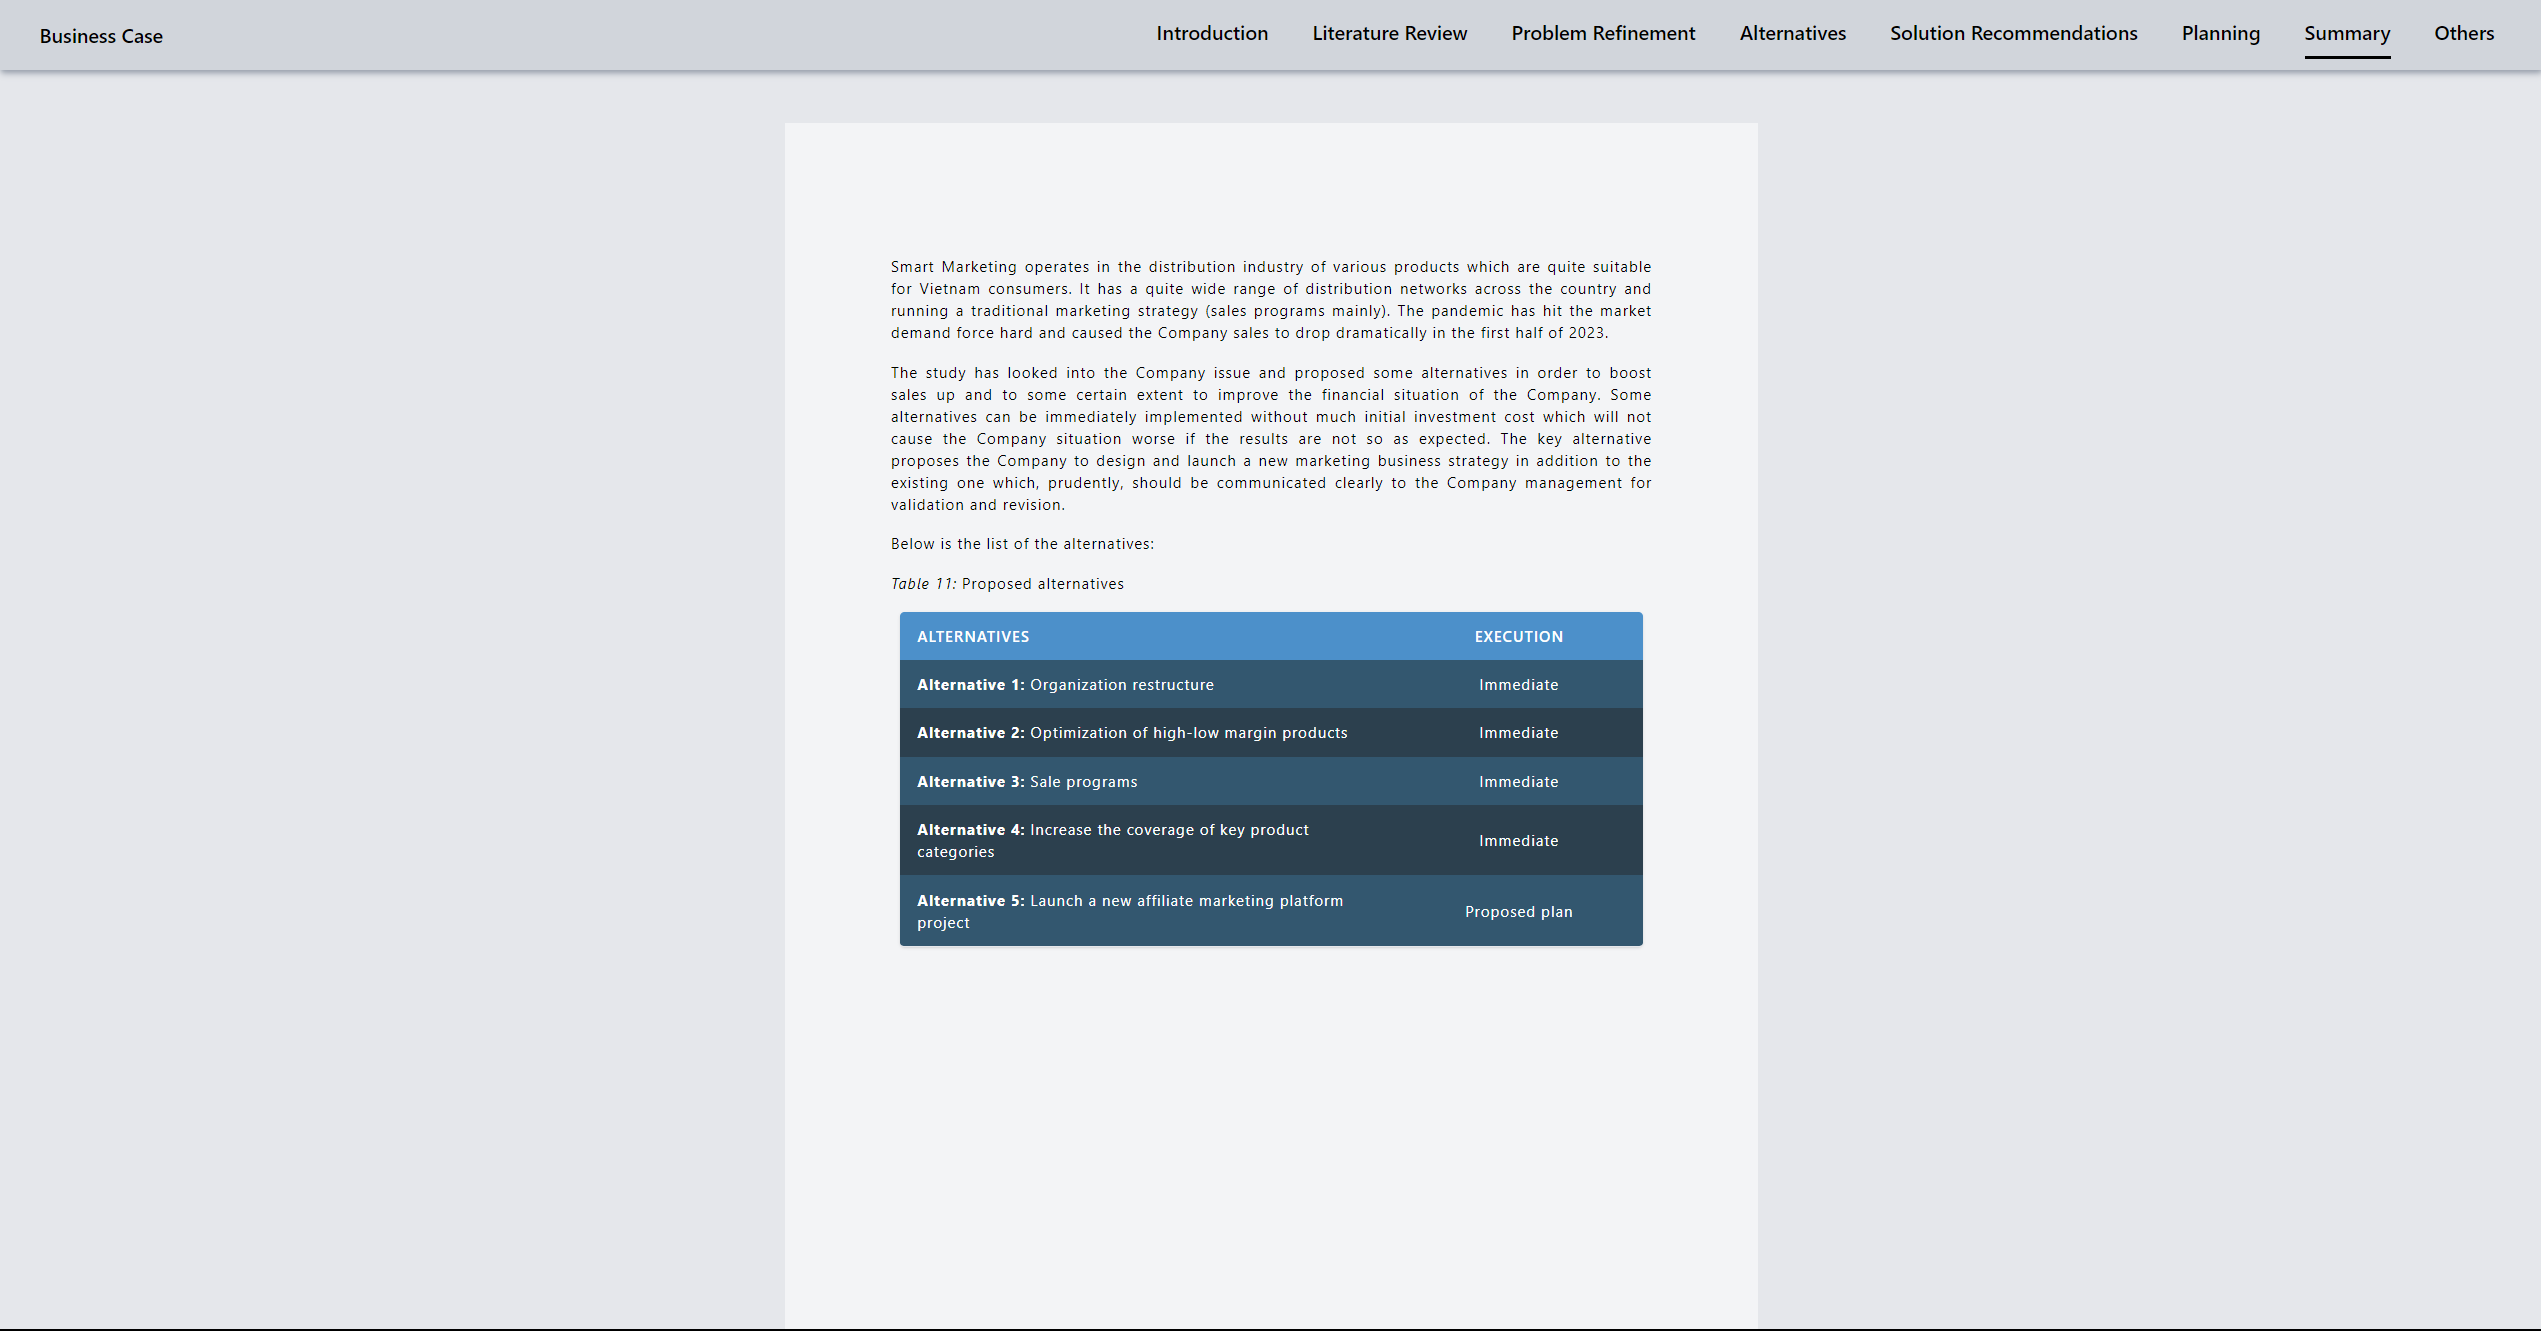 Business Case
Introduction
Literature Review
Problem Refinement
Alternatives
Solution Recommendations
Planning
Summary
Others
Smart Marketing operates in the distribution industry of various products which are quite suitable
for Vietnam consumers. It has a quite wide range of distribution networks across the country and
running a traditional marketing strategy (sales programs mainly). The pandemic has hit the market
demand force hard and caused the Company sales to drop dramatically in the first half of 2023.
The study has looked into the Company issue and proposed some alternatives in order to boost
sales up and to some certain extent to improve the financial situation of the Company. Some
alternatives can be immediately implemented without much initial investment cost which will not
cause the Company situation worse if the results are not so as expected. The key alternative
proposes the Company to design and launch a new marketing business strategy in addition to the
existing one which, prudently, should be communicated clearly to the Company management for
validation and revision.
Below is the list of the alternatives:
Table 11: Proposed alternatives
ALTERNATIVES
EXECUTION
Alternative 1: Organization restructure
Immediate
Alternative 2: Optimization of high-low margin products
Immediate
Alternative 3: Sale programs
Immediate
Alternative 4: Increase the coverage of key product
categories
Immediate
Alternative 5: Launch a new affiliate marketing platform
project
Proposed plan